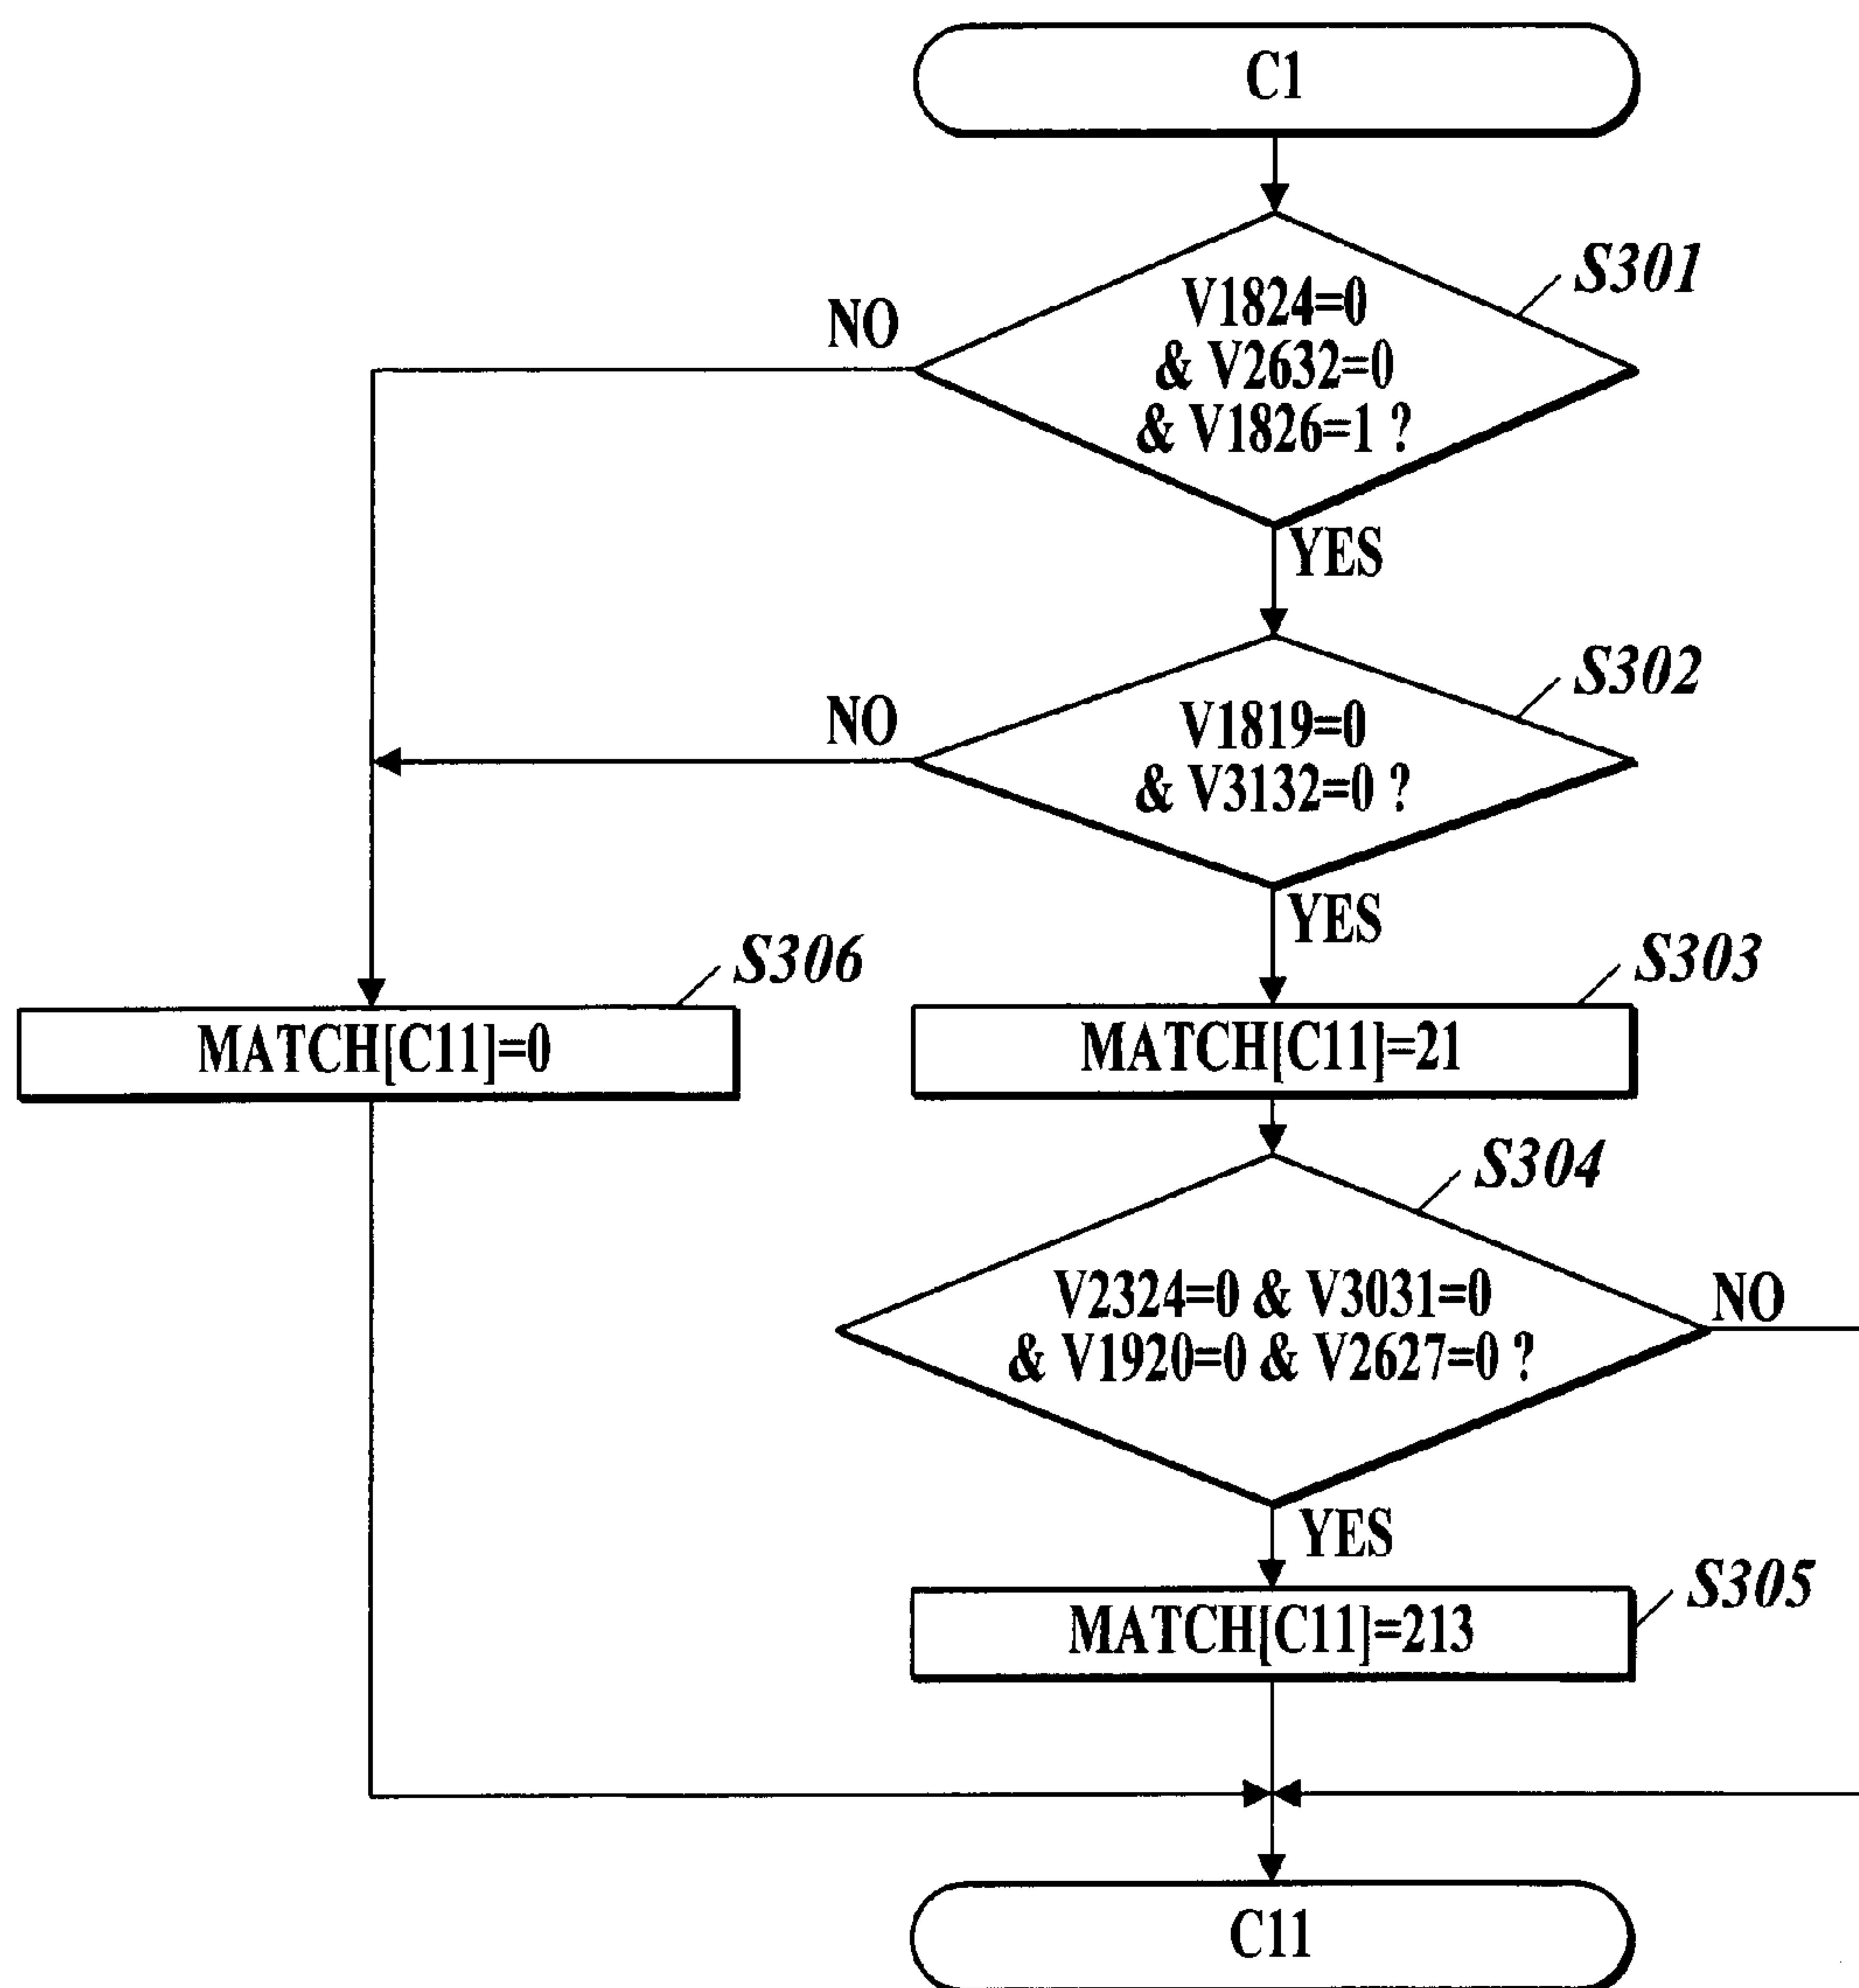 C1
S301
V1824=0
& V2632=0
& V1826=1 ?
NO
YES
S302
V1819=0
& V3132=0 ?
NO
YES
S306
MATCH[C11]=0
S303
MATCH[C11]=21
S304
V2324=0 & V3031=0
& V1920=0 & V2627=0 ?
NO
YES
S305
MATCH[C11]=213
C11